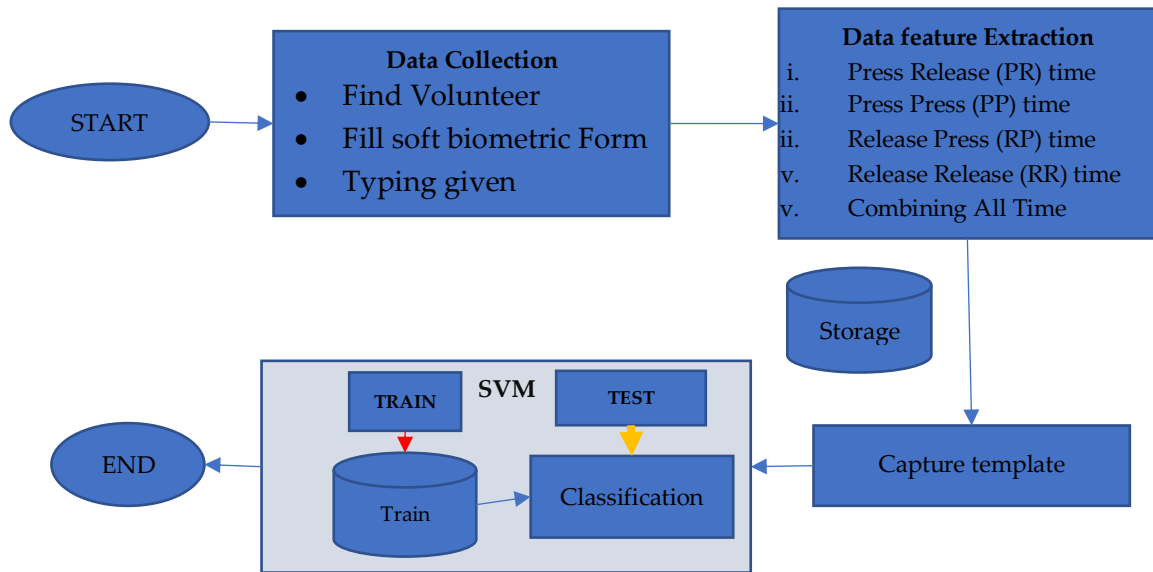 START
Data Collection
• Find Volunteer
• Fill soft biometric Form
• Typing given
Data feature Extraction
i. Press Release (PR) time
ii. Press Press (PP) time
ii. Release Press (RP) time
v. Release Release (RR) time
v. Combining All Time
Storage
Capture template
SVM
TRAIN
TEST
Train
Classification
END